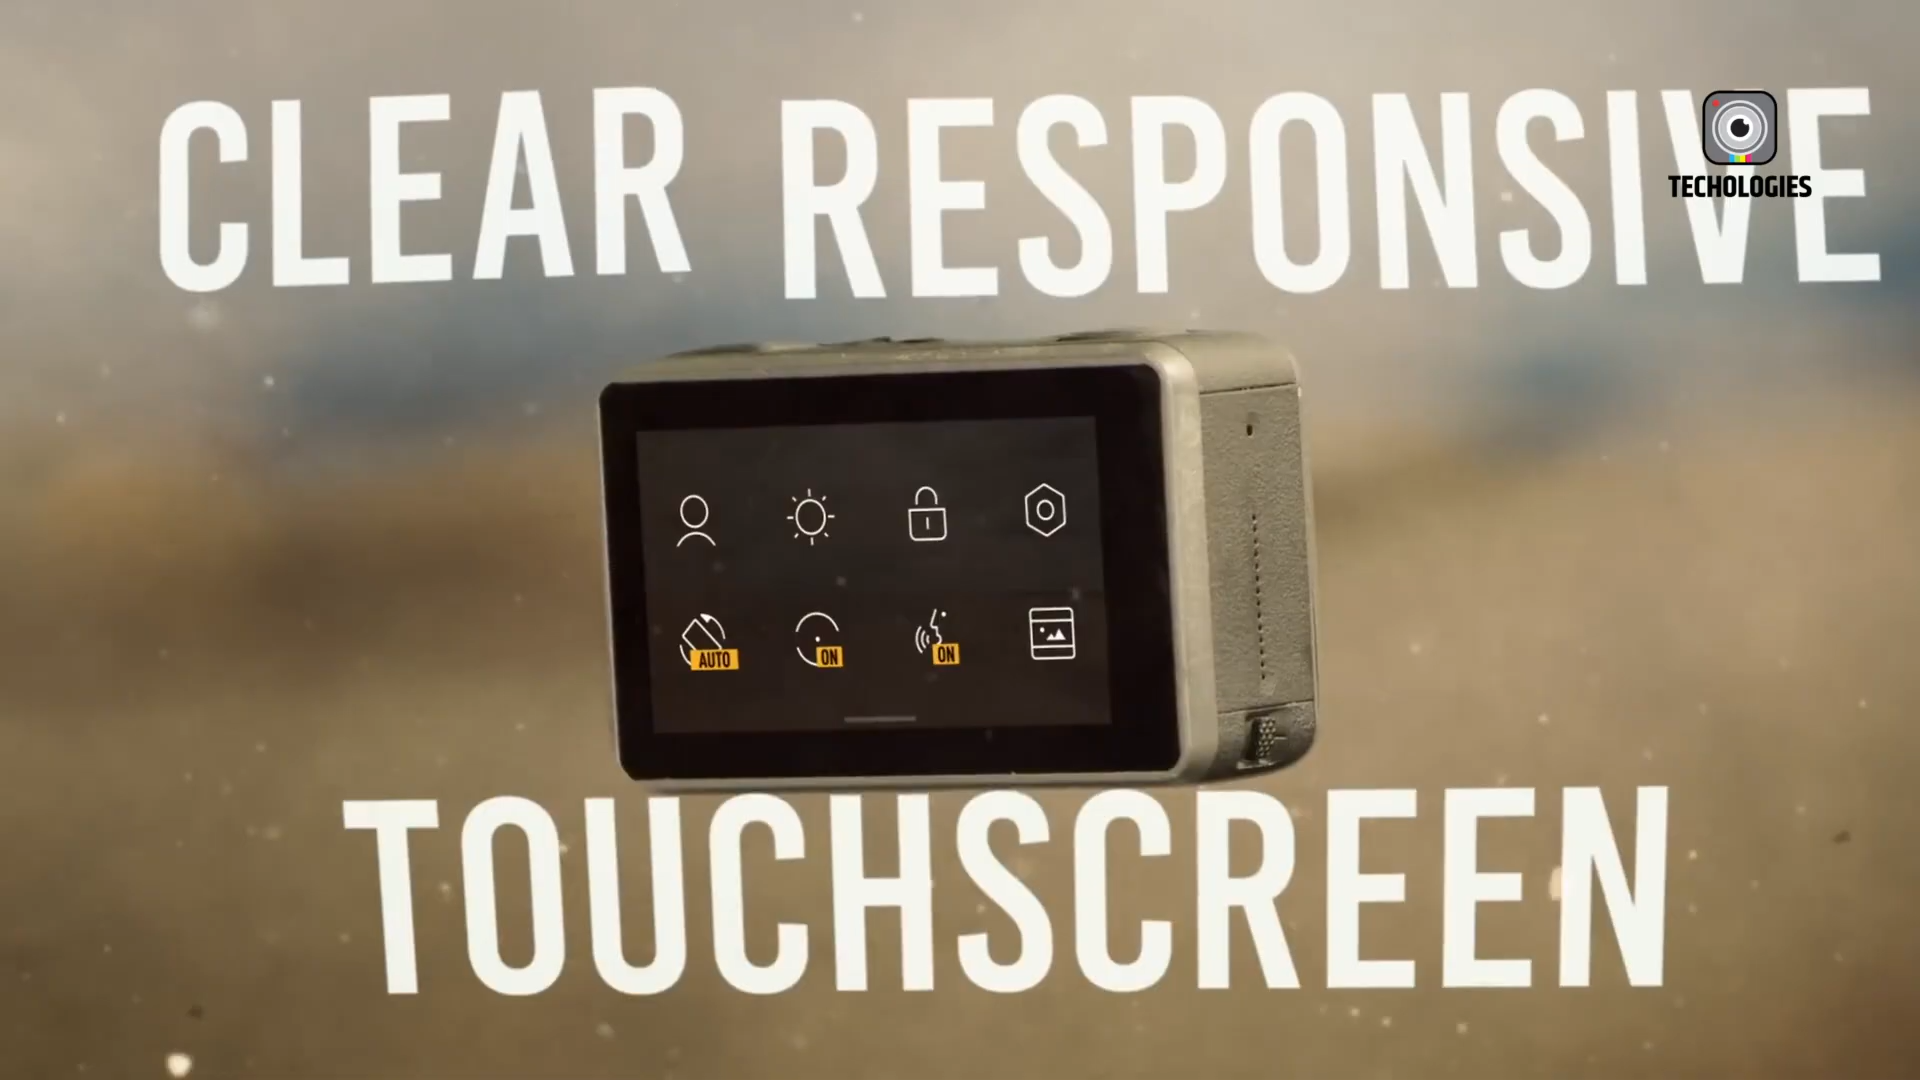 CLEAR RESPONSIVE
TECHOLOGIES
AUTO
ON
ON
TOUCHSCREEN